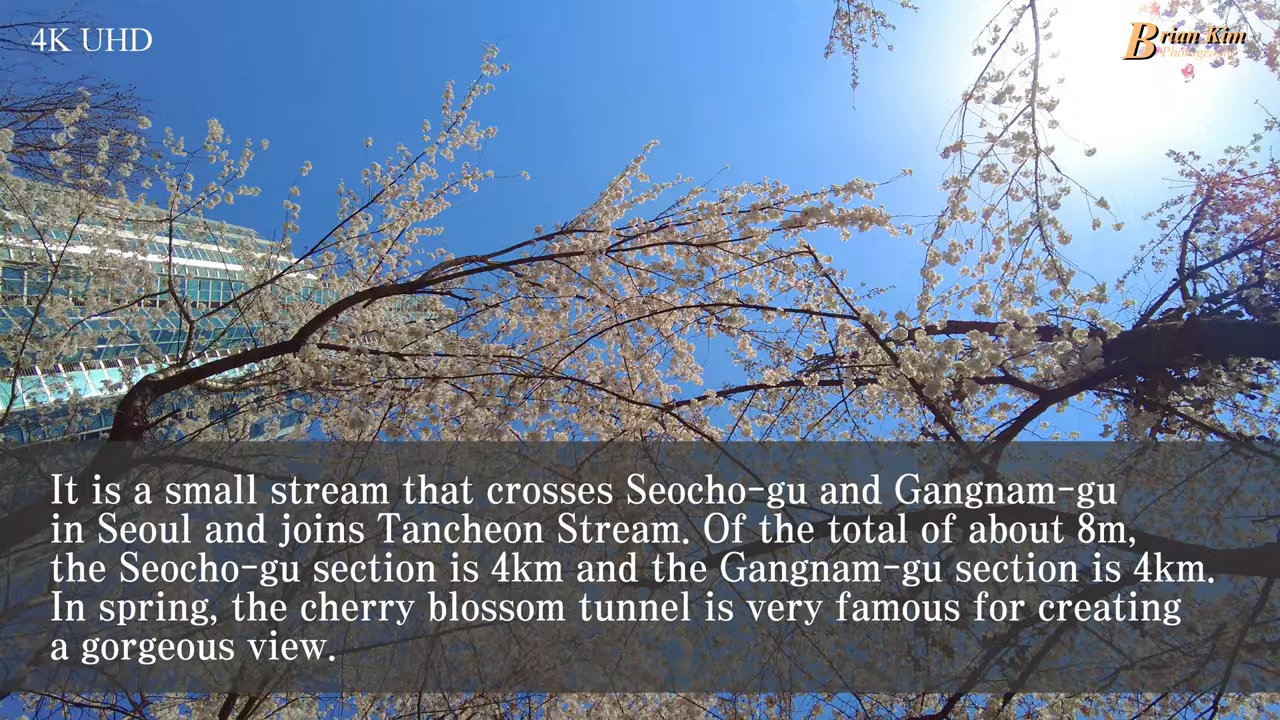 4K UHD
Brian Kim
Photography
It is a small stream that crosses Seocho-gu and Gangnam-gu
in Seoul and joins Tancheon Stream. Of the total of about 8m,
the Seocho-gu section is 4km and the Gangnam-gu section is 4km.
In spring, the cherry blossom tunnel is very famous for creating
a gorgeous view.